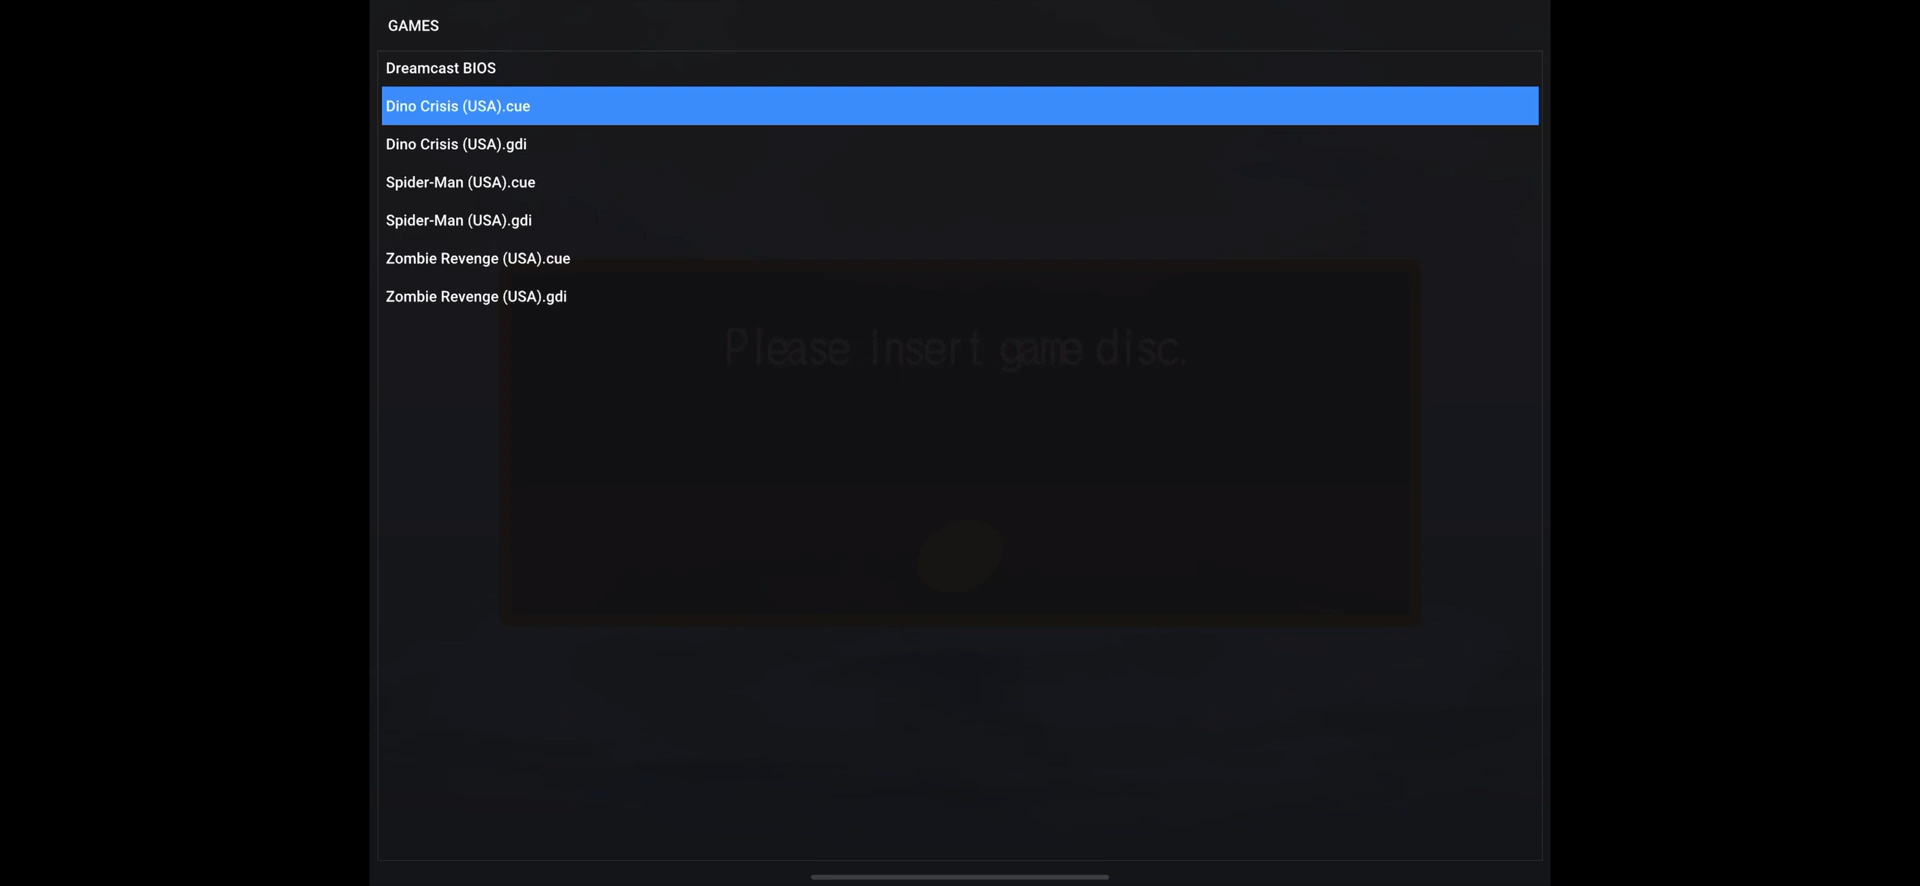 GAMES
Dreamcast BIOS
Dino Crisis (USA).cue
Dino Crisis (USA).gdi
Spider-Man (USA).cue
Spider-Man (USA).gdi
Zombie Revenge (USA).cue
Zombie Revenge (USA).gdi
Please insert game disc.